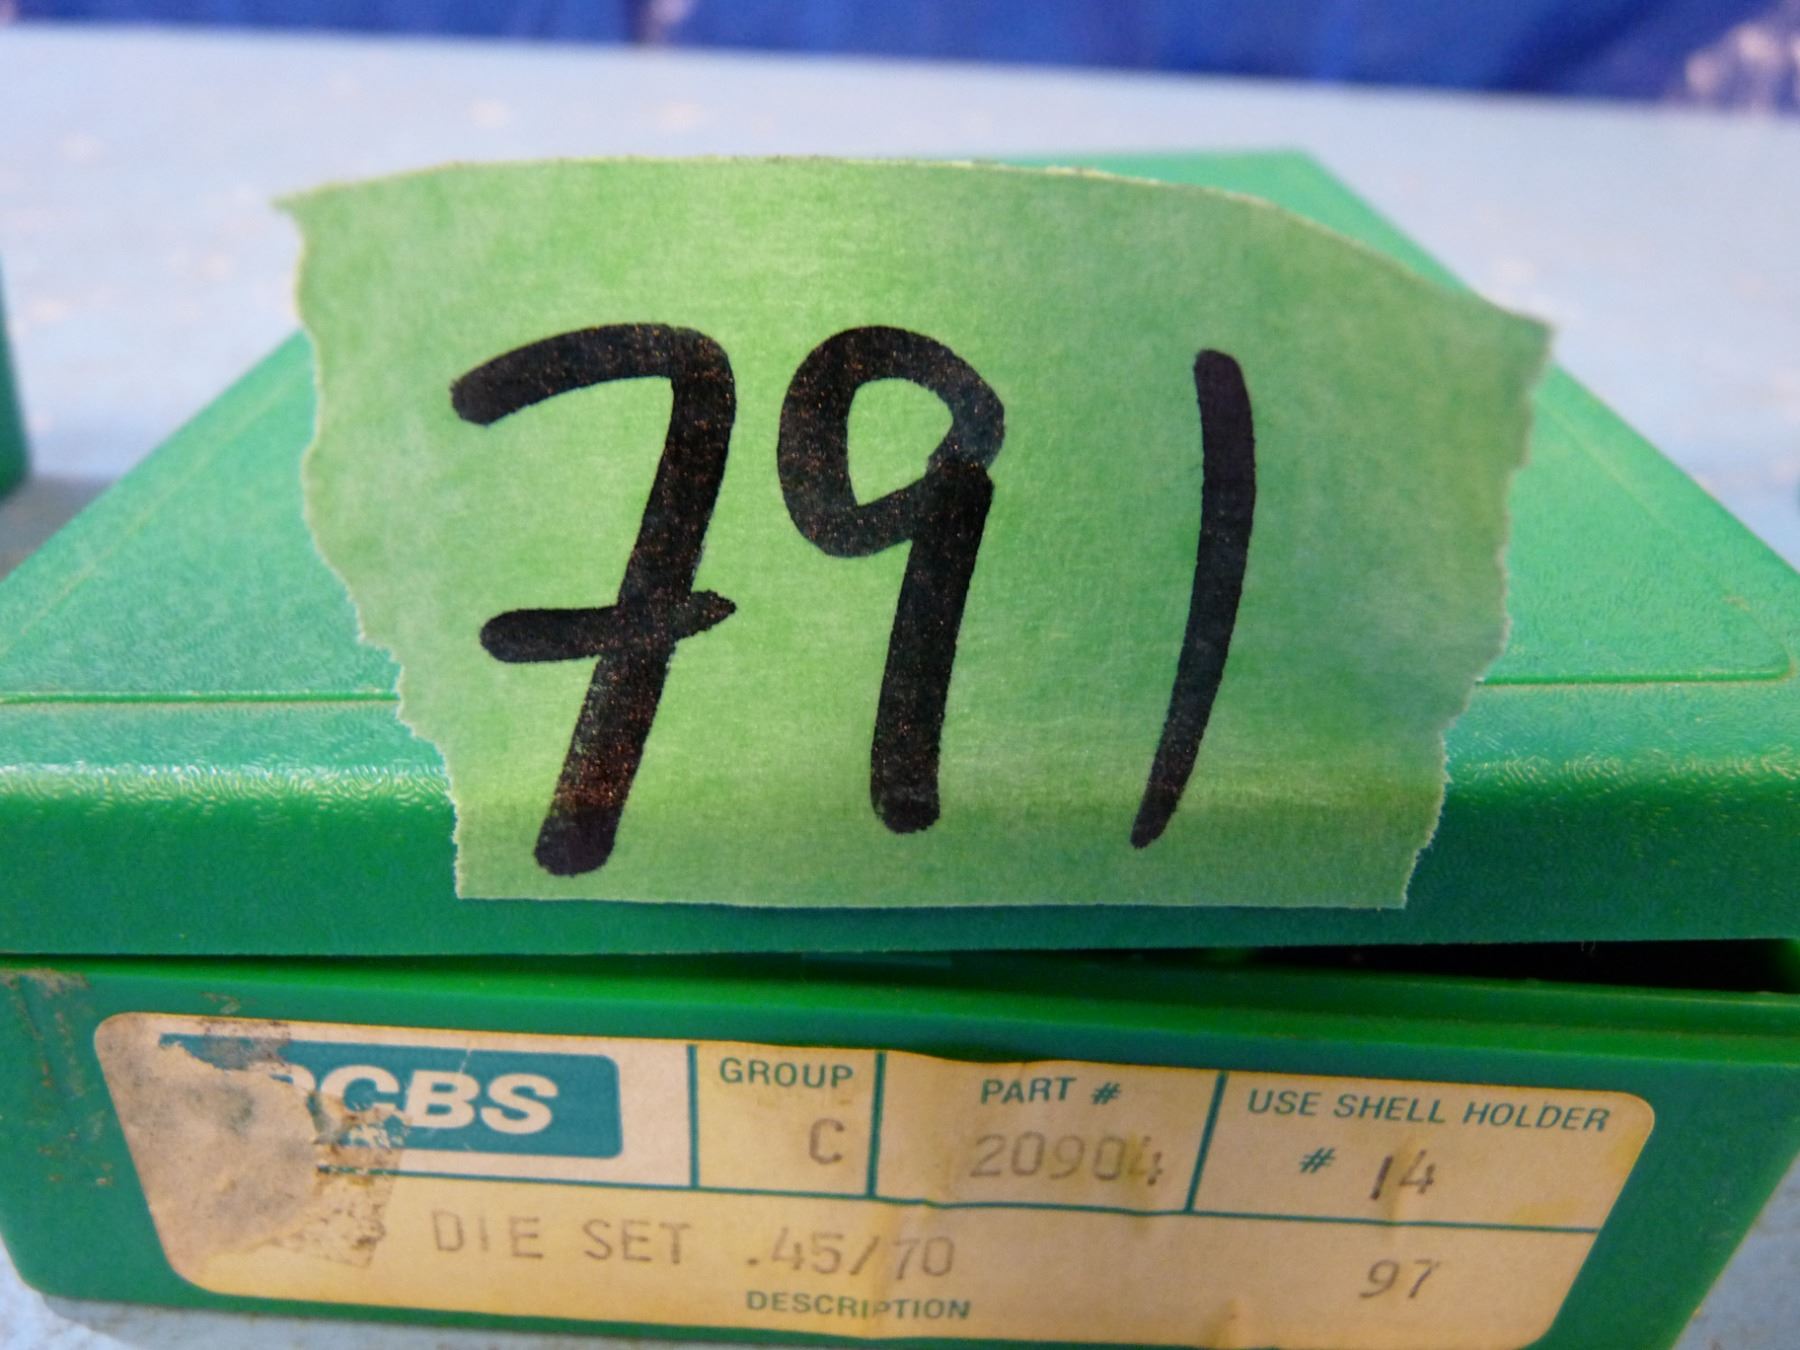 791
RCBS
GROUP PART # USE SHELL HOLDER
C 20904 # 14
DIE SET .45/70 97
DESCRIPTION